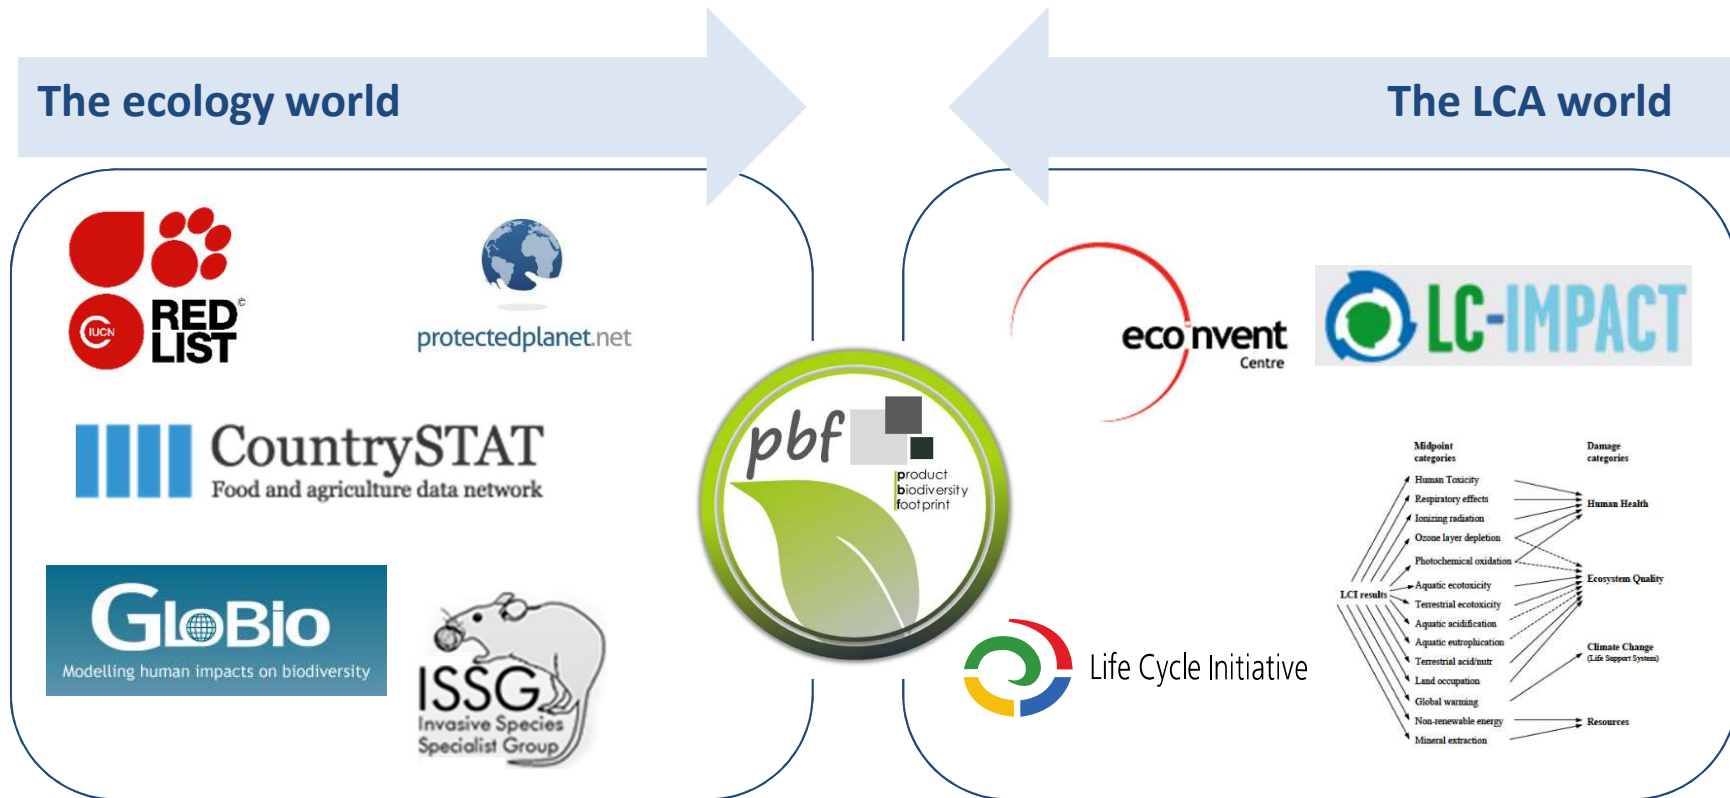 The ecology world
The LCA world
IUCN
RED
LIST
©
protectedplanet.net
CountrySTAT
Food and agriculture data network
GLOBIO
Modelling human impacts on biodiversity
ISSG
Invasive Species
Specialist Group
pbf
product
biodiversity
footprint
ecoinvent
Centre
LC-IMPACT
Life Cycle Initiative
Midpoint
categories
Damage
categories
LCI results
Human Toxicity
Respiratory effects
Ionizing radiation
Ozone layer depletion
Photochemical oxidation
Aquatic ecotoxicity
Terrestrial ecotoxicity
Aquatic acidification
Aquatic eutrophication
Terrestrial acid/nutr
Land occupation
Global warming
Non-renewable energy
Mineral extraction
Human Health
Ecosystem Quality
Climate Change
(Life Support System)
Resources